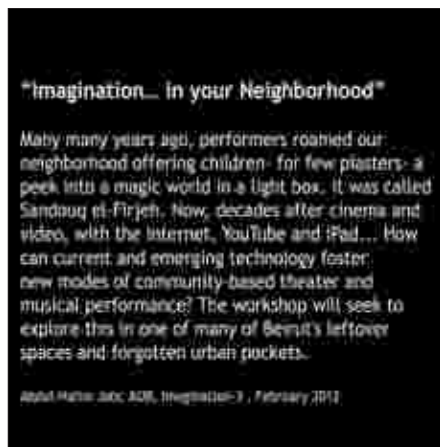 "Imagination... in your Neighborhood"
Many many years ago, performers roamed our
neighborhood offering children- for few piasters- a
peek into a magic world in a light box. It was called
Sandouq el-Firjeh. Now, decades after cinema and
video, with the Internet, YouTube and iPad... How
can current and emerging technology foster
new modes of community-based theater and
musical performance? The workshop will seek to
explore this in one of many of Beirut's leftover
spaces and forgotten urban pockets.
Imagination-3 , February 2012